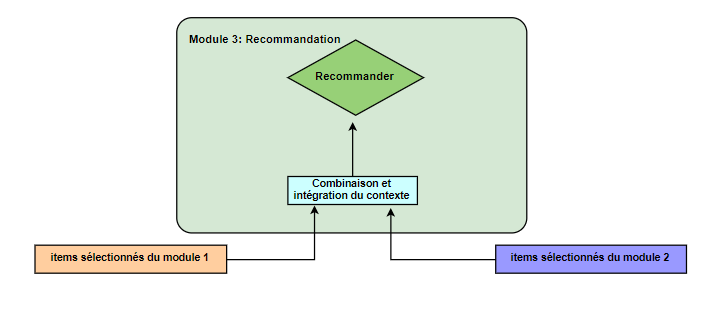 Module 3: Recommandation
Recommander
Combinaison et
intégration du contexte
items sélectionnés du module 1
items sélectionnés du module 2